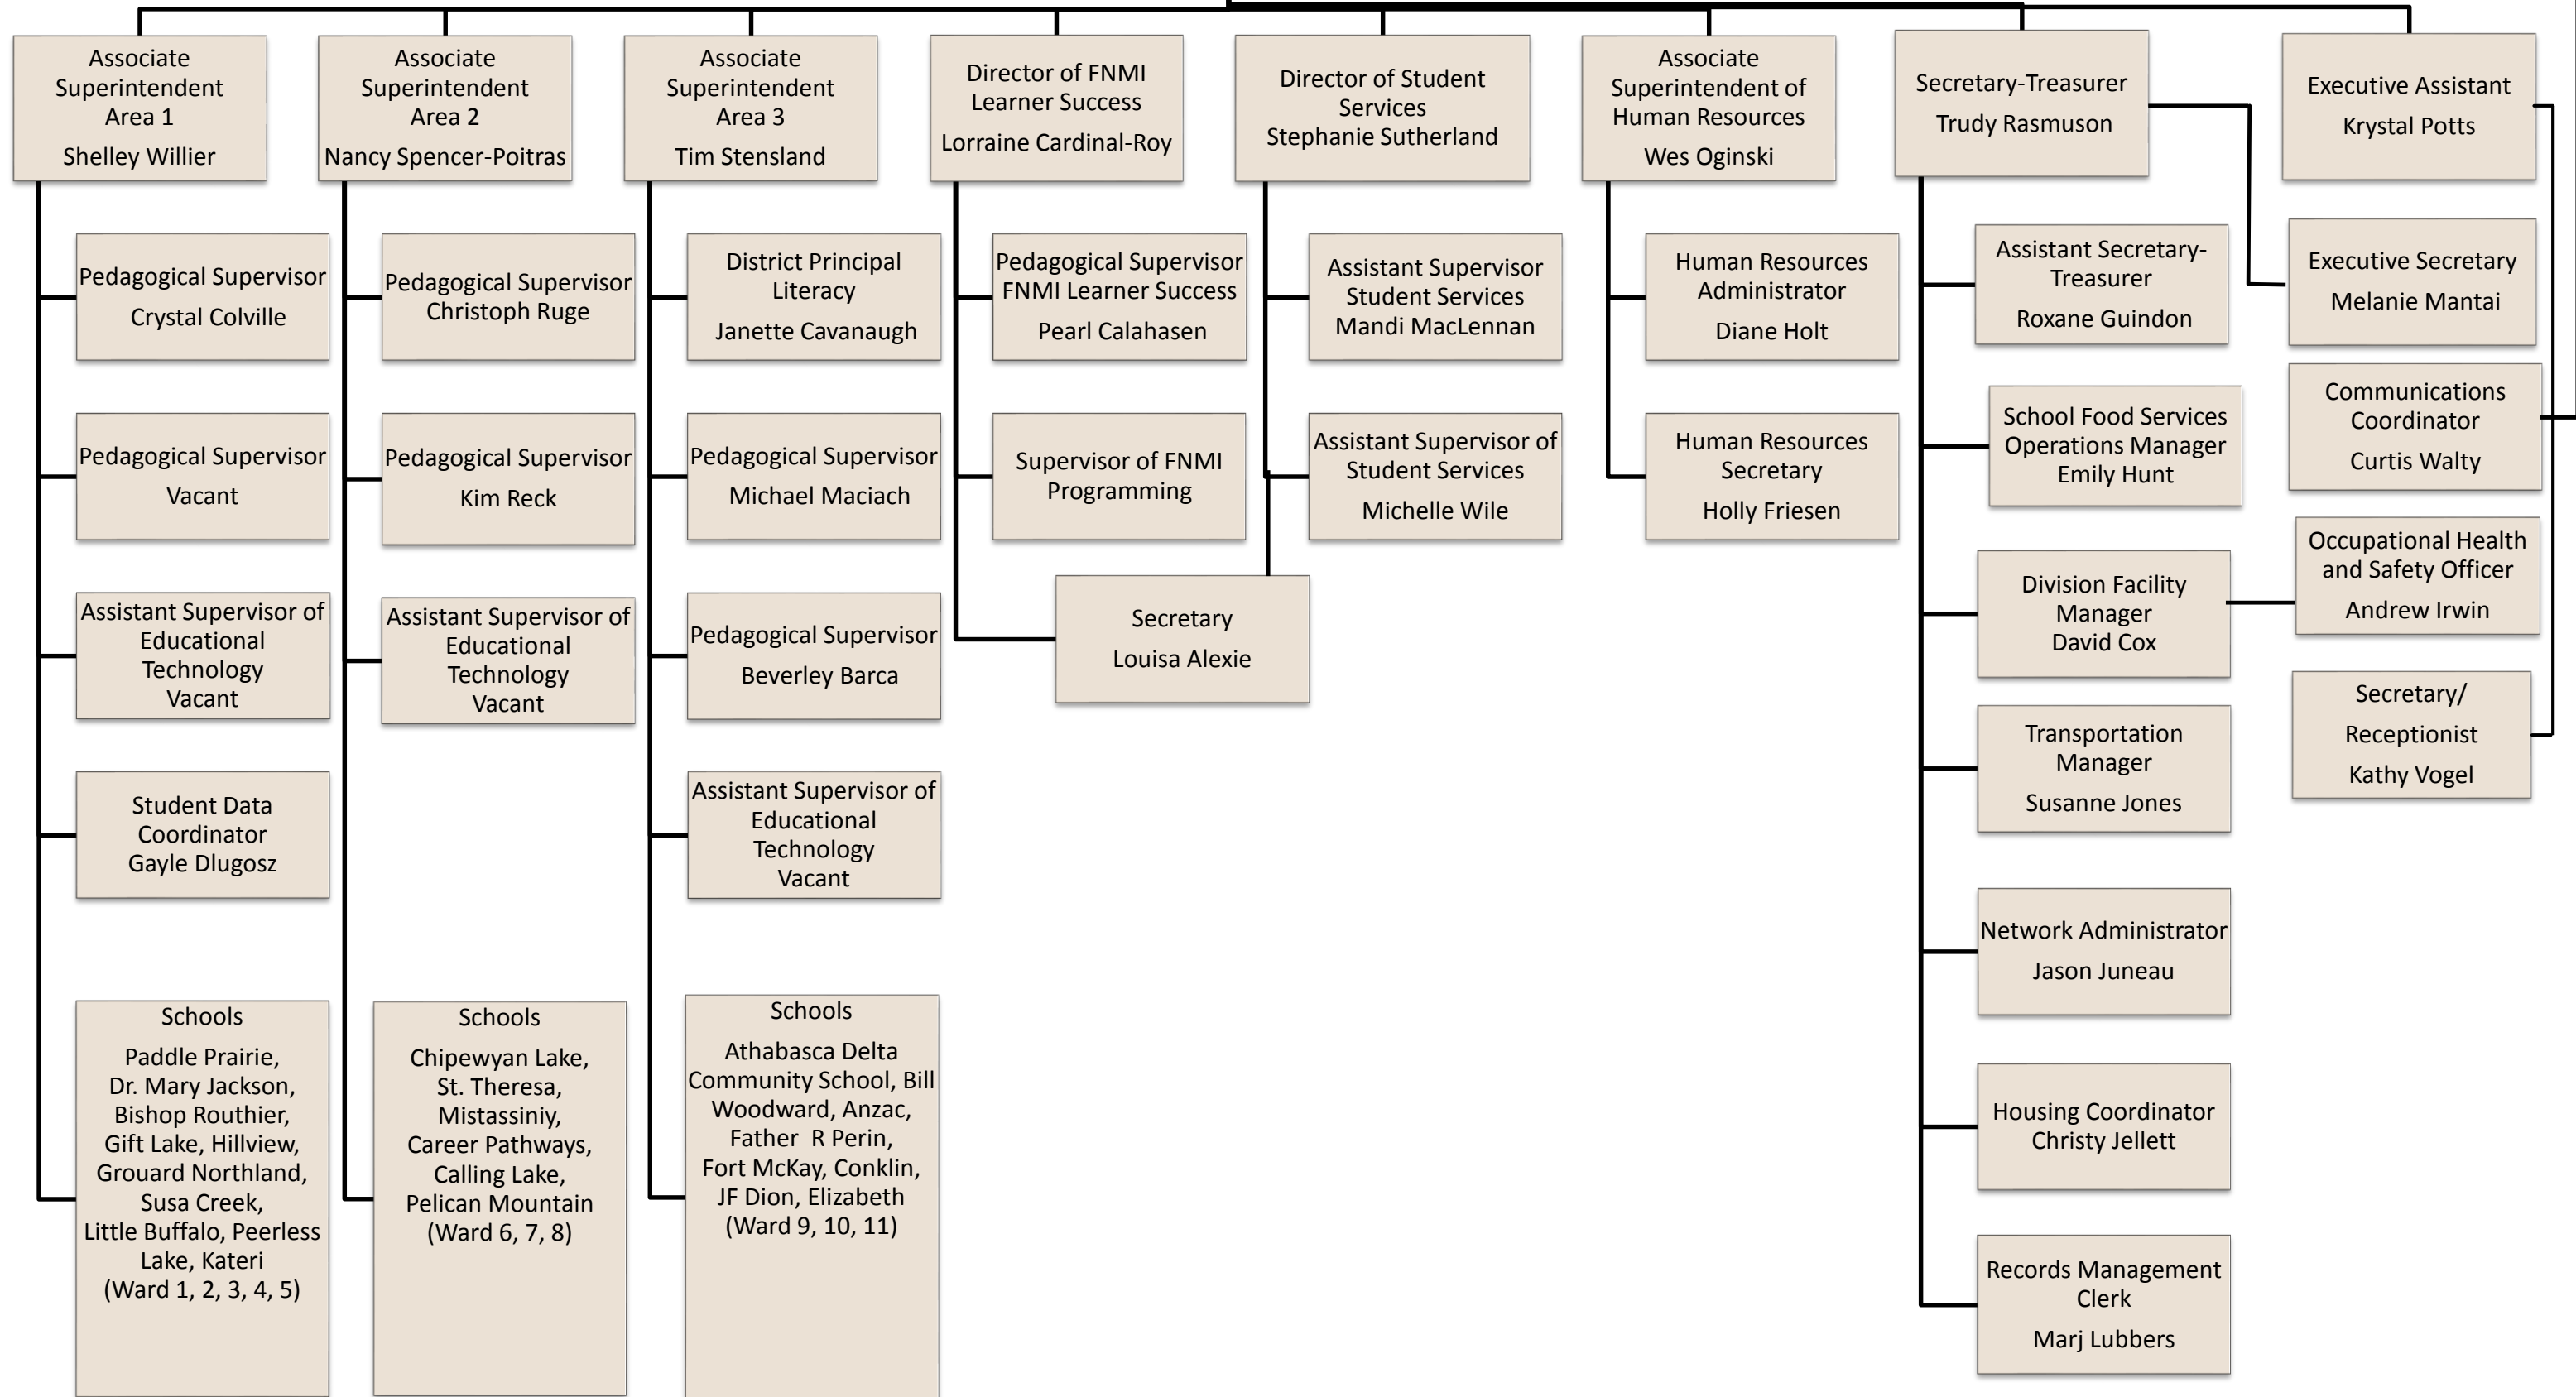 Associate
Superintendent
Area 1
Shelley Willier
Pedagogical Supervisor
Crystal Colville
Pedagogical Supervisor
Vacant
Assistant Supervisor of
Educational
Technology
Vacant
Student Data
Coordinator
Gayle Dlugosz
Schools
Paddle Prairie,
Dr. Mary Jackson,
Bishop Routhier,
Gift Lake, Hillview,
Grouard Northland,
Susa Creek,
Little Buffalo, Peerless
Lake, Kateri
(Ward 1, 2, 3, 4, 5)
Associate
Superintendent
Area 2
Nancy Spencer-Poitras
Pedagogical Supervisor
Christoph Ruge
Pedagogical Supervisor
Kim Reck
Assistant Supervisor of
Educational
Technology
Vacant
Schools
Chipewyan Lake,
St. Theresa,
Mistassiniy,
Career Pathways,
Calling Lake,
Pelican Mountain
(Ward 6, 7, 8)
Associate
Superintendent
Area 3
Tim Stensland
District Principal
Literacy
Janette Cavanaugh
Pedagogical Supervisor
Michael Maciach
Pedagogical Supervisor
Beverley Barca
Assistant Supervisor of
Educational
Technology
Vacant
Schools
Athabasca Delta
Community School, Bill
Woodward, Anzac,
Father  R Perin,
Fort McKay, Conklin,
JF Dion, Elizabeth
(Ward 9, 10, 11)
Director of FNMI
Learner Success
Lorraine Cardinal-Roy
Pedagogical Supervisor
FNMI Learner Success
Pearl Calahasen
Supervisor of FNMI
Programming
Secretary
Louisa Alexie
Director of Student
Services
Stephanie Sutherland
Assistant Supervisor
Student Services
Mandi MacLennan
Assistant Supervisor of
Student Services
Michelle Wile
Associate
Superintendent of
Human Resources
Wes Oginski
Human Resources
Administrator
Diane Holt
Human Resources
Secretary
Holly Friesen
Secretary-Treasurer
Trudy Rasmuson
Assistant Secretary-
Treasurer
Roxane Guindon
School Food Services
Operations Manager
Emily Hunt
Division Facility
Manager
David Cox
Transportation
Manager
Susanne Jones
Network Administrator
Jason Juneau
Housing Coordinator
Christy Jellett
Records Management
Clerk
Marj Lubbers
Executive Assistant
Krystal Potts
Executive Secretary
Melanie Mantai
Communications
Coordinator
Curtis Walty
Occupational Health
and Safety Officer
Andrew Irwin
Secretary/
Receptionist
Kathy Vogel